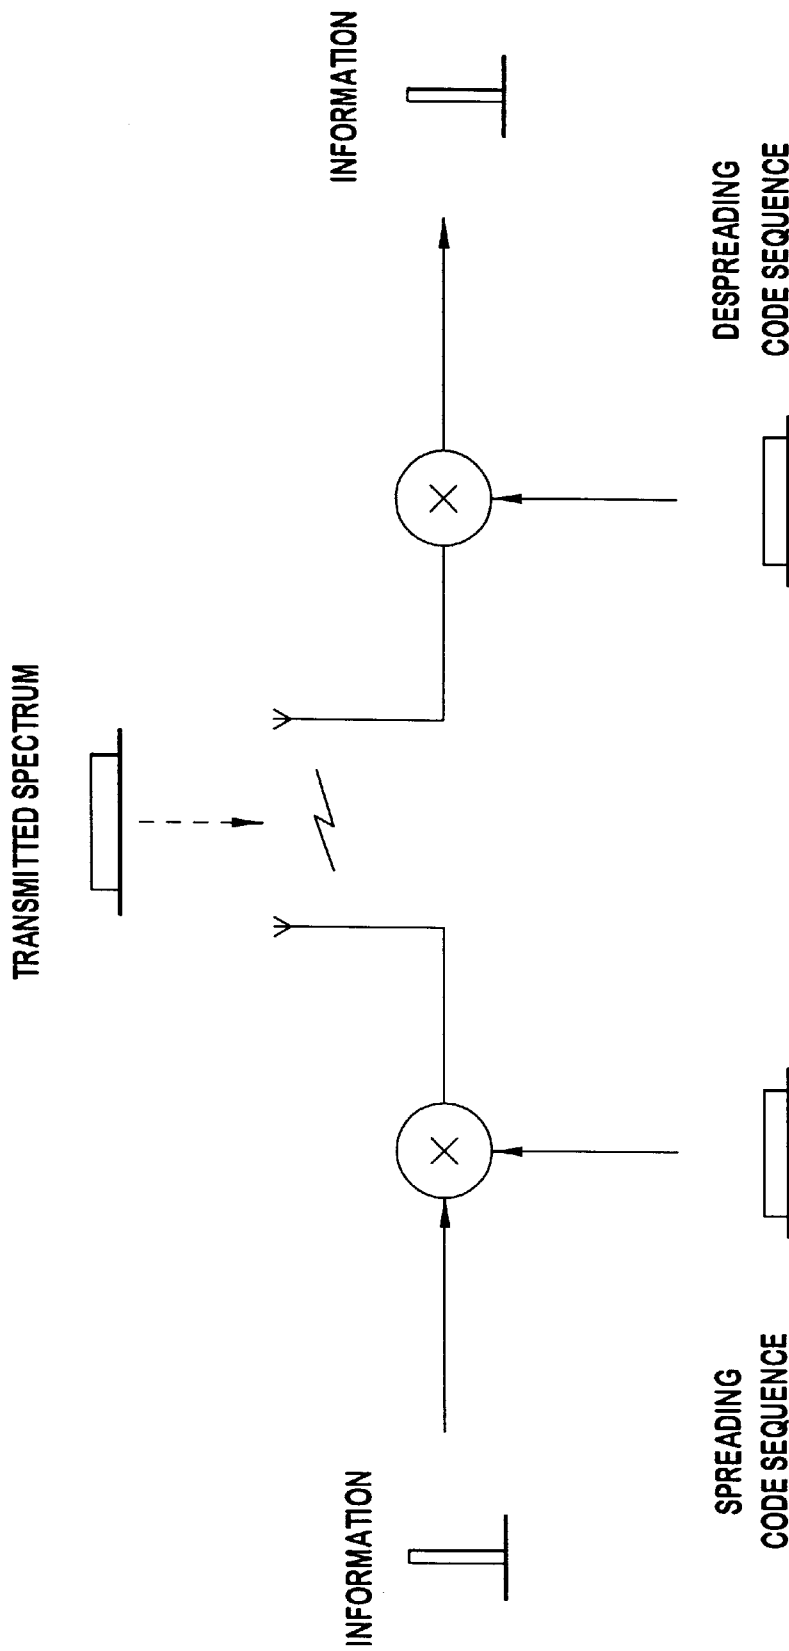 TRANSMITTED SPECTRUM
INFORMATION
INFORMATION
SPREADING
CODE SEQUENCE
DESPREADING
CODE SEQUENCE